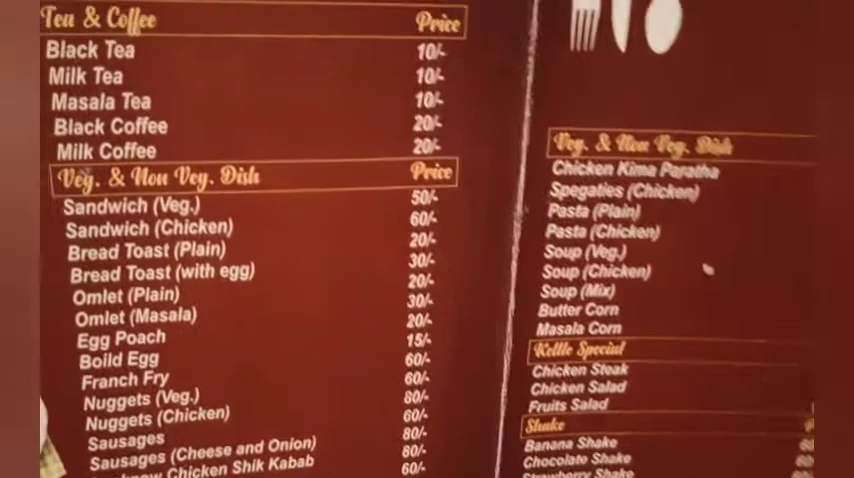 Tea & Coffee Price
Black Tea 10/-
Milk Tea 10/-
Masala Tea 10/-
Black Coffee 20/-
Milk Coffee 20/-
Veg. & Non Veg. Dish Price
Sandwich (Veg.) 50/-
Sandwich (Chicken) 60/-
Bread Toast (Plain) 20/-
Bread Toast (with egg) 30/-
Omlet (Plain) 20/-
Omlet (Masala) 30/-
Egg Poach 20/-
Boild Egg 15/-
Franch Fry 60/-
Nuggets (Veg.) 60/-
Nuggets (Chicken) 80/-
Sausages 60/-
Sausages (Cheese and Onion) 80/-
Chicken Shik Kabab 80/-
60/-
Veg. & Non Veg. Dish
Chicken Kima Paratha
Spegaties (Chicken)
Pasta (Plain)
Pasta (Chicken)
Soup (Veg.)
Soup (Chicken)
Soup (Mix)
Butter Corn
Masala Corn
Kettle Special
Chicken Steak
Chicken Salad
Fruits Salad
Shake
Banana Shake
Chocolate Shake
Strawberry Shake